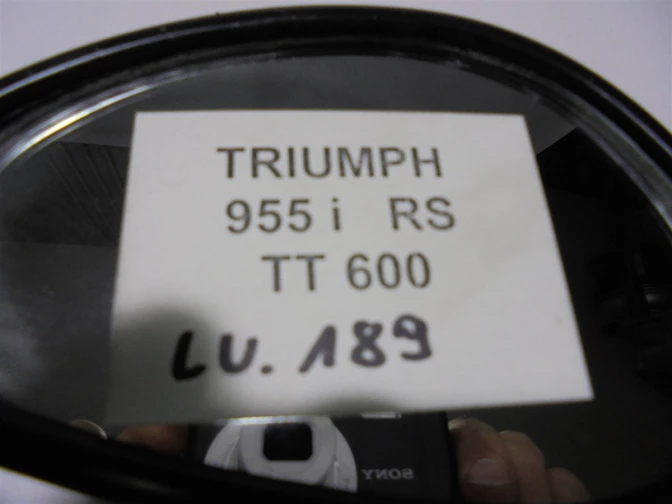 TRIUMPH
955 i RS
TT 600
LU. 189
SONY